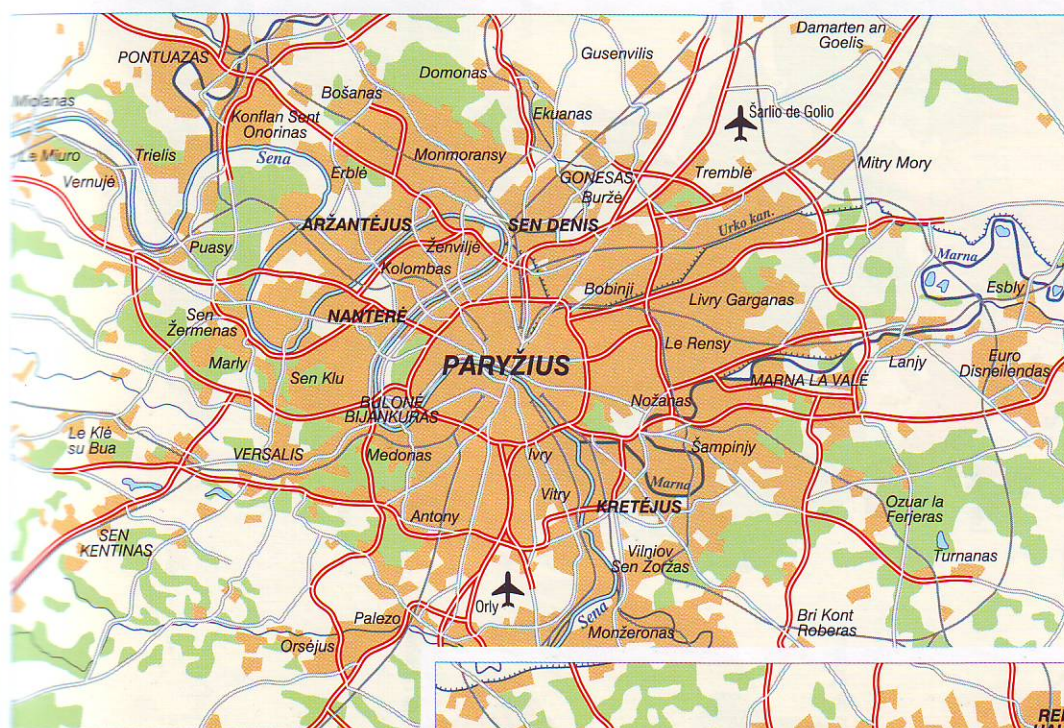 Damarten an
Goelis
PONTUAZAS
Gusenvilis
Domonas
Bošanas
Miolanas
Ekuanas
Šarlio de Golio
Konflan Sent
Onorinas
Le Miuro
Trielis
Sena
Monmoransy
Mitry Mory
Vernujė
Erblė
GONESAS
Tremblė
Buržė
ARŽANTĖJUS
SEN DENIS
Urko kan.
Puasy
Ženviljė
Kolombas
Marna
Bobinji
Esbly
Livry Garganas
Sen
Žermenas
NANTERĖ
Le Rensy
Marly
PARYŽIUS
Lanjy
Euro
Disneilendas
Sen Klu
MARNA LA VALĖ
BULONĖ
BIJANKURAS
Nožanas
Le Klė
su Bua
VERSALIS
Medonas
Ivry
Šampinjy
Marna
Vitry
KRETĖJUS
Ozuar la
Ferjeras
Antony
SEN
KENTINAS
Vilniov
Sen Žoržas
Turnanas
Orly
Palezo
Sena
Monžeronas
Bri Kont
Roberas
Orsėjus